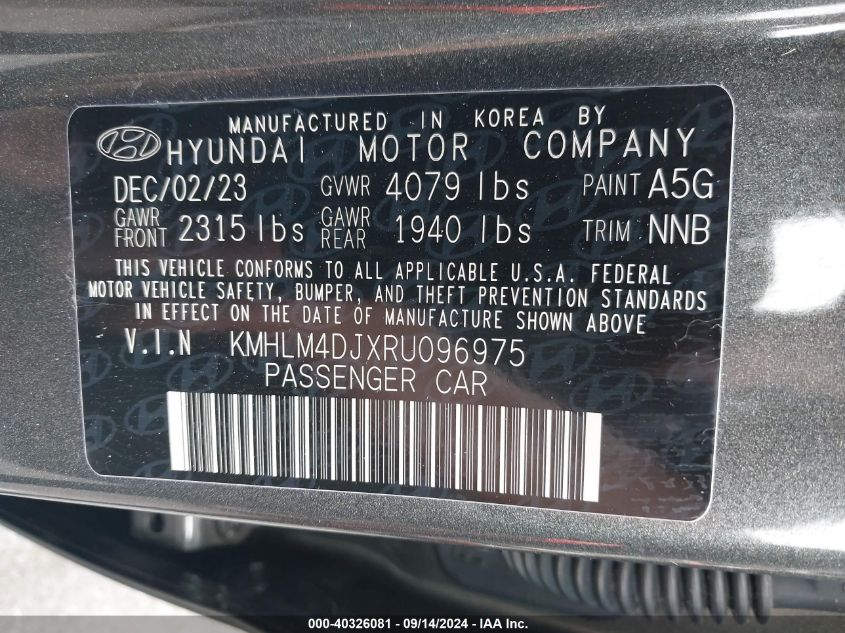 MANUFACTURED IN KOREA BY
HYUNDAI MOTOR COMPANY
DEC/02/23 GVWR 4079 lbs PAINT A5G
GAWR FRONT 2315 lbs GAWR REAR 1940 lbs TRIM NNB
THIS VEHICLE CONFORMS TO ALL APPLICABLE U.S.A. FEDERAL
MOTOR VEHICLE SAFETY, BUMPER, AND THEFT PREVENTION STANDARDS
IN EFFECT ON THE DATE OF MANUFACTURE SHOWN ABOVE
V.I.N KMHLM4DJXRU096975
PASSENGER CAR
000-40326081 - 09/14/2024 - IAA Inc.